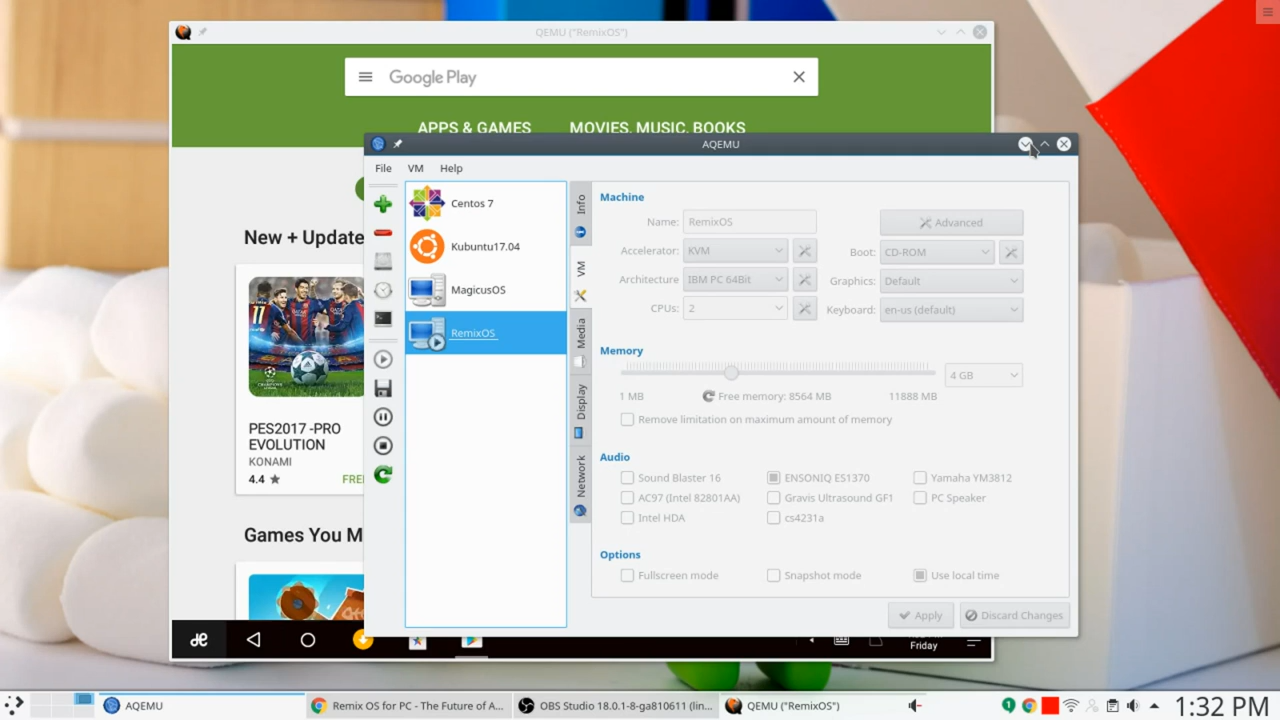 QEMU ("RemixOS")
Google Play
APPS & GAMES MOVIES, MUSIC, BOOKS
New + Update
11
PES2017 -PRO
EVOLUTION
KONAMI
4.4 ★ FRE
Games You M
Friday
AQEMU
File VM Help
Centos 7
Kubuntu17.04
MagicusOS
RemixOS
Info
VM
Media
Display
Network
Machine
Name: RemixOS Advanced
Accelerator: KVM Boot: CD-ROM
Architecture IBM PC 64Bit Graphics: Default
CPUs: 2 Keyboard: en-us (default)
Memory
4 GB
1 MB Free memory: 8564 MB 11888 MB
Remove limitation on maximum amount of memory
Audio
Sound Blaster 16 ENSONIQ ES1370 Yamaha YM3812
AC97 (Intel 82801AA) Gravis Ultrasound GF1 PC Speaker
Intel HDA cs4231a
Options
Fullscreen mode Snapshot mode Use local time
Apply Discard Changes
AQEMU Remix OS for PC - The Future of A... OBS Studio 18.0.1-8-ga810611 (lin... QEMU ("RemixOS") 1:32 PM